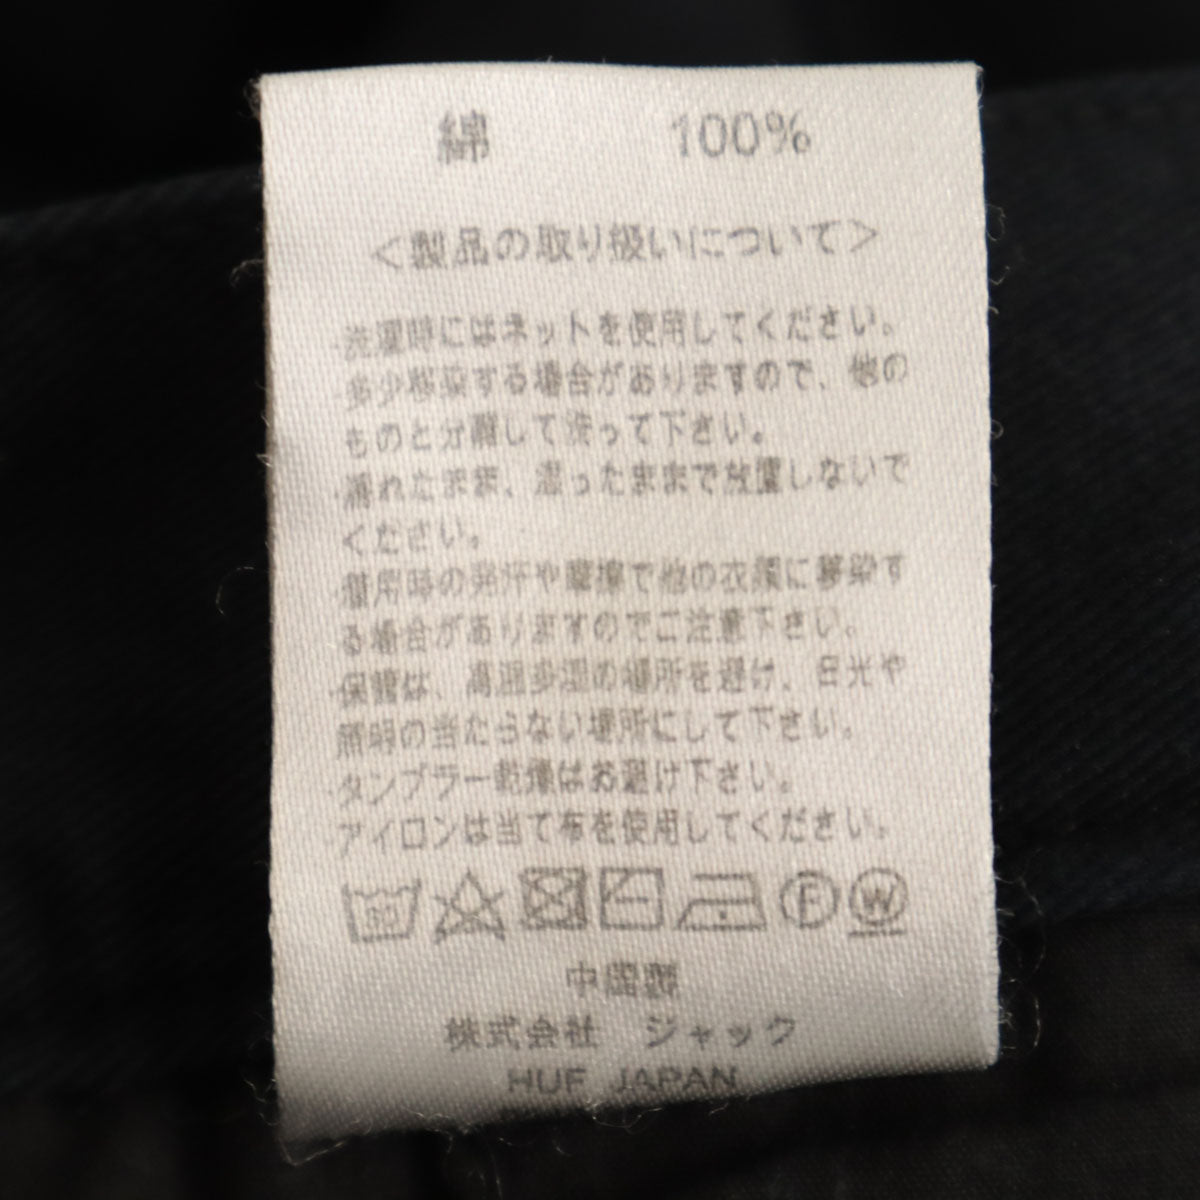 綿 100%
<製品の取り扱いについて>
・洗濯時にはネットを使用してください。
・多少移染する場合がありますので、他の
ものと分離して洗って下さい。
・濡れたまま、湿ったままで放置しないで
ください。
・着用時の発汗や摩擦で他の衣類に移染す
る場合がありますのでご注意下さい。
・保管は、高温多湿の場所を避け、日光や
照明の当たらない場所にして下さい。
・タンブラー乾燥はお避け下さい。
・アイロンは当て布を使用してください。
30 F W
中国製
株式会社 ジャック
HUF JAPAN